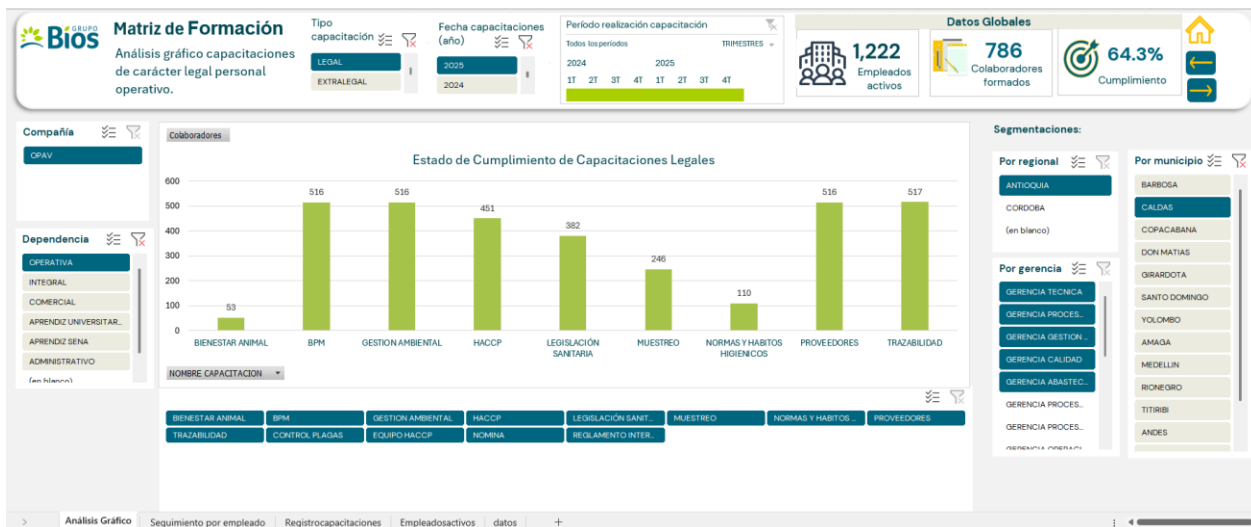 GRUPO
Bios
Matriz de Formación
Análisis gráfico capacitaciones
de carácter legal personal
operativo.
Tipo
capacitación
LEGAL
EXTRALEGAL
Fecha capacitaciones
(año)
2025
2024
Período realización capacitación
Todos los períodos
TRIMESTRES
2024 2025
1T 2T 3T 4T 1T 2T 3T 4T
Datos Globales
1,222
Empleados
activos
786
Colaboradores
formados
64.3%
Cumplimiento
Compañía
OPAV
Dependencia
OPERATIVA
INTEGRAL
COMERCIAL
APRENDIZ UNIVERSITAR...
APRENDIZ SENA
ADMINISTRATIVO
(en blanco)
Colaboradores
Estado de Cumplimiento de Capacitaciones Legales
600
500
400
300
200
100
0
53
516
516
451
382
246
110
516
517
BIENESTAR ANIMAL
BPM
GESTION AMBIENTAL
HACCP
LEGISLACIÓN
SANITARIA
MUESTREO
NORMAS Y HABITOS
HIGIENICOS
PROVEEDORES
TRAZABILIDAD
NOMBRE CAPACITACION
BIENESTAR ANIMAL
BPM
GESTION AMBIENTAL
HACCP
LEGISLACIÓN SANIT...
MUESTREO
NORMAS Y HABITOS ...
PROVEEDORES
TRAZABILIDAD
CONTROL PLAGAS
EQUIPO HACCP
NOMINA
REGLAMENTO INTER...
Segmentaciones:
Por regional
ANTIOQUIA
CORDOBA
(en blanco)
Por gerencia
GERENCIA TECNICA
GERENCIA PROCES...
GERENCIA GESTION ...
GERENCIA CALIDAD
GERENCIA ABASTEC...
GERENCIA PROCES...
GERENCIA PROCES...
GERENCIA OPERACI...
Por municipio
BARBOSA
CALDAS
COPACABANA
DON MATIAS
GIRARDOTA
SANTO DOMINGO
YOLOMBO
AMAGA
MEDELLIN
RIONEGRO
TITIRIBI
ANDES
Análisis Gráfico
Seguimiento por empleado
Registrocapacitaciones
Empleadosactivos
datos